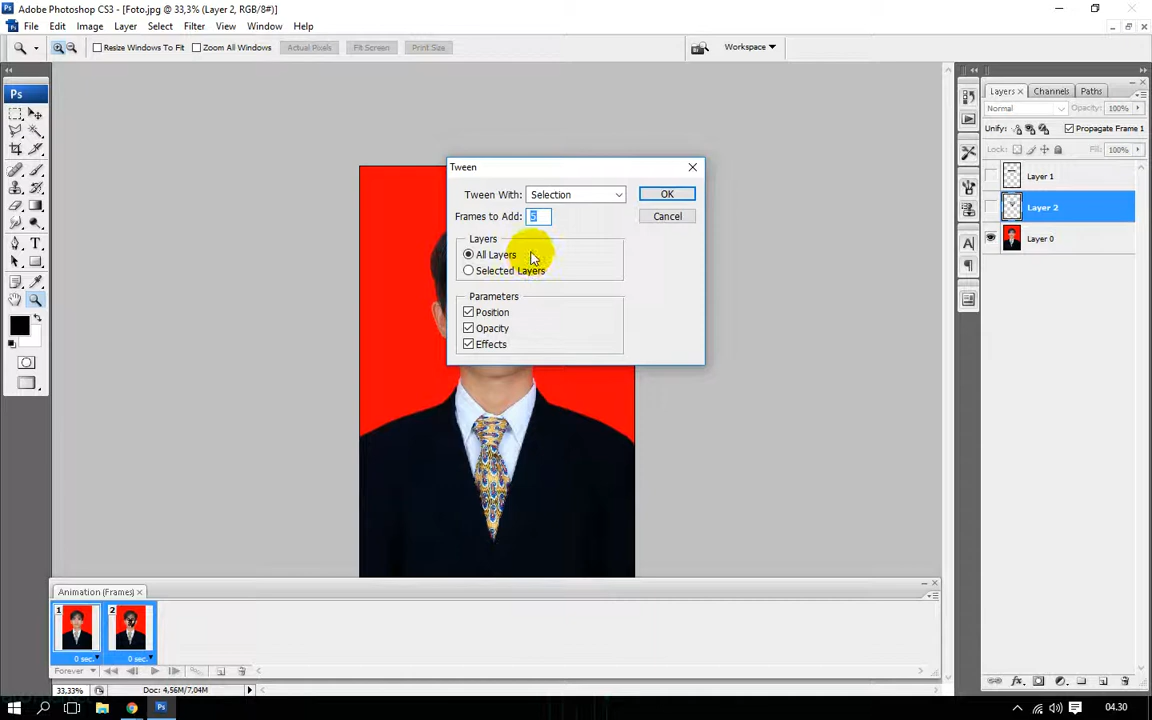 Adobe Photoshop CS3 - [Foto.jpg @ 33,3% (Layer 2, RGB/8#)]
File Edit Image Layer Select Filter View Window Help
Resize Windows To Fit Zoom All Windows Actual Pixels Fit Screen Print Size Workspace
Ps
Layers Channels Paths
Normal Opacity: 100%
Unify: Propagate Frame 1
Lock: Fill: 100%
Layer 1
Layer 2
Layer 0
Tween
Tween With: Selection OK
Frames to Add: 5 Cancel
Layers
All Layers
Selected Layers
Parameters
Position
Opacity
Effects
Animation (Frames)
1 2
0 sec. 0 sec.
Forever
33,33% Doc: 4,56M/7,04M
04.30